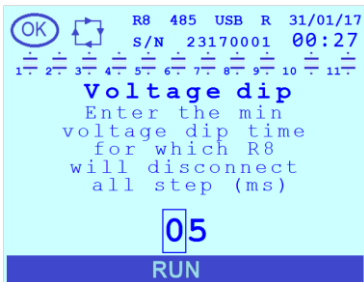 OK R8 485 USB R 31/01/17
S/N 23170001 00:27
1 2 3 4 5 6 7 8 9 10 11
Voltage dip
Enter the min
voltage dip time
for which R8
will disconnect
all step (ms)
05
RUN